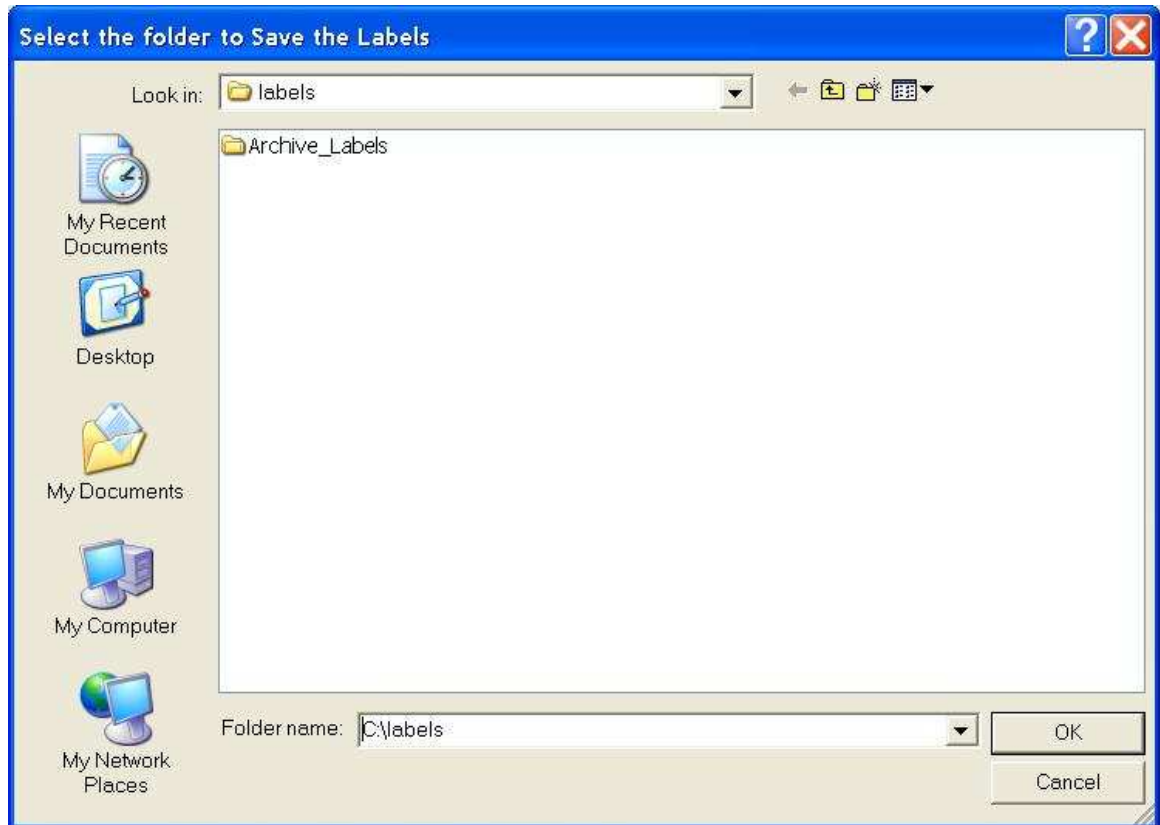 Select the folder to Save the Labels
Look in: labels
Archive_Labels
My Recent
Documents
Desktop
My Documents
My Computer
My Network
Places
Folder name: C:\labels
OK
Cancel